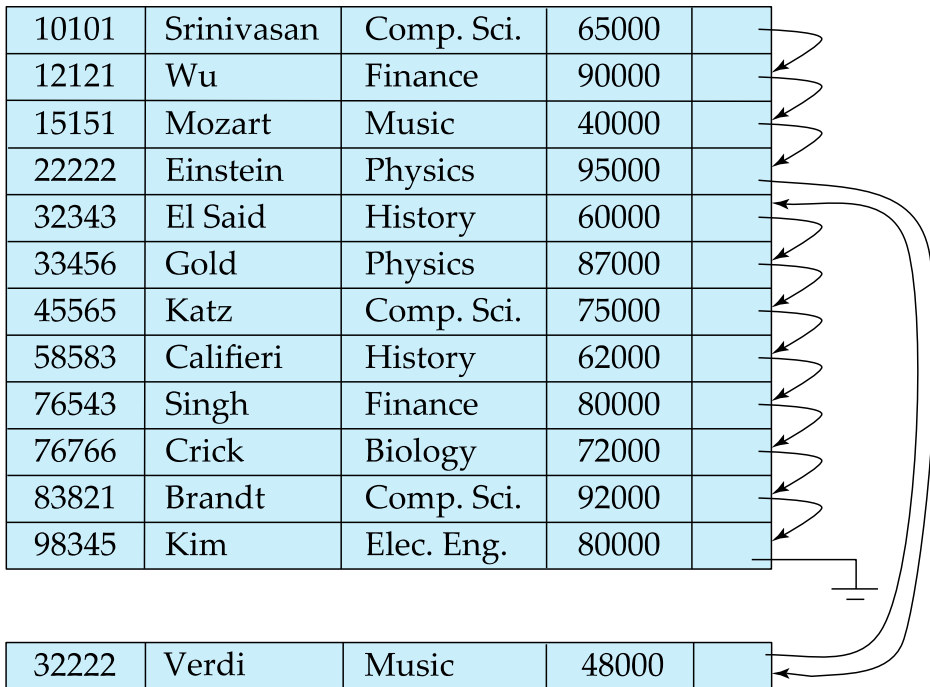 10101 Srinivasan Comp. Sci. 65000
12121 Wu Finance 90000
15151 Mozart Music 40000
22222 Einstein Physics 95000
32343 El Said History 60000
33456 Gold Physics 87000
45565 Katz Comp. Sci. 75000
58583 Califieri History 62000
76543 Singh Finance 80000
76766 Crick Biology 72000
83821 Brandt Comp. Sci. 92000
98345 Kim Elec. Eng. 80000
32222 Verdi Music 48000